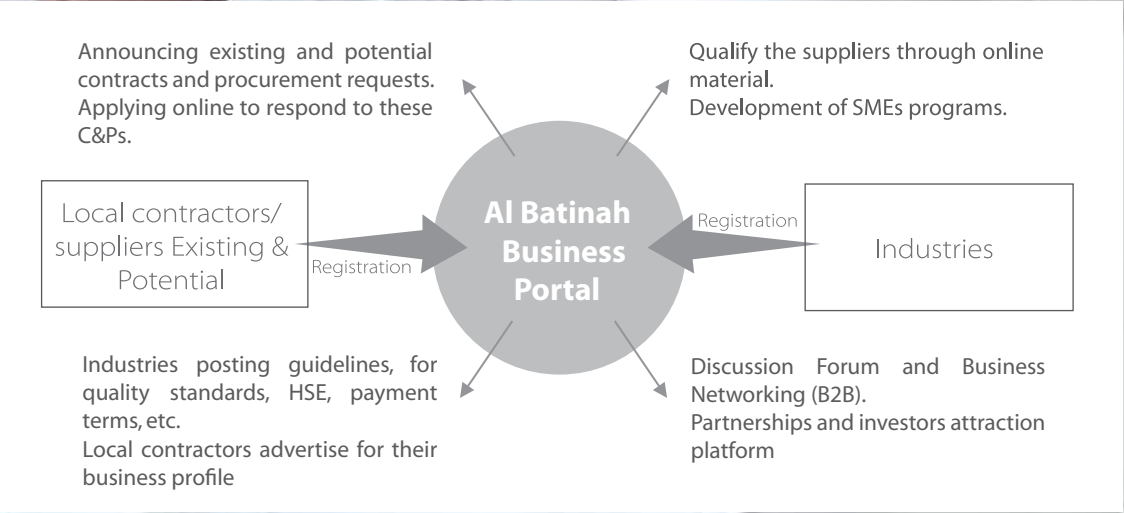 Announcing existing and potential
contracts and procurement requests.
Applying online to respond to these
C&Ps.
Qualify the suppliers through online
material.
Development of SMEs programs.
Local contractors/
suppliers Existing &
Potential
Registration
Al Batinah
Business
Portal
Registration
Industries
Industries posting guidelines, for
quality standards, HSE, payment
terms, etc.
Local contractors advertise for their
business profile
Discussion Forum and Business
Networking (B2B).
Partnerships and investors attraction
platform